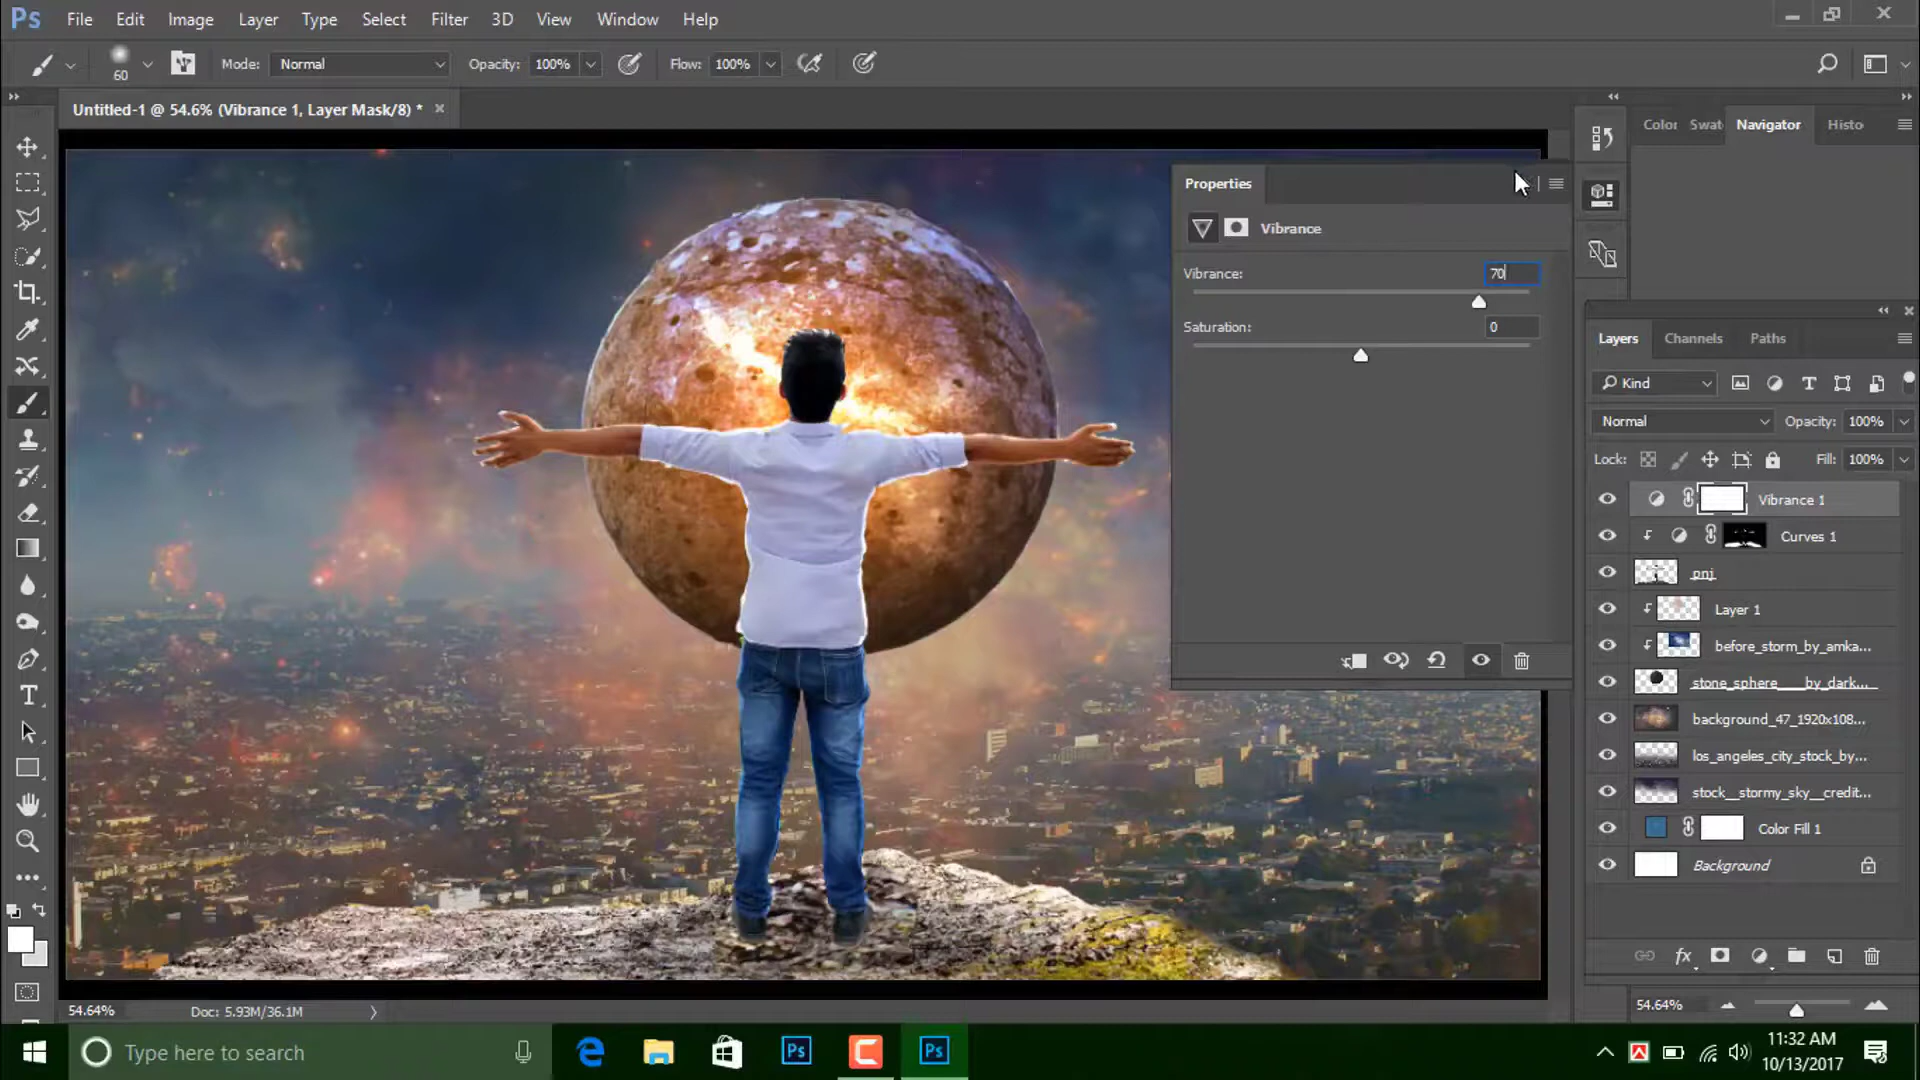 Ps File Edit Image Layer Type Select Filter 3D View Window Help
60 Mode: Normal Opacity: 100% Flow: 100%
Untitled-1 @ 54.6% (Vibrance 1, Layer Mask/8) * ×
Color Swat Navigator Histo
Properties
Vibrance
Vibrance: 70
Saturation: 0
Layers Channels Paths
Kind
Normal Opacity: 100%
Lock: Fill: 100%
Vibrance 1
Curves 1
pnj
Layer 1
before_storm_by_amka...
stone_sphere____by_dark...
background_47_1920x108...
los_angeles_city_stock_by...
stock__stormy_sky__credit...
Color Fill 1
Background
fx
54.64% Doc: 5.93M/36.1M
54.64%
Type here to search
Ps
Ps
11:32 AM
10/13/2017